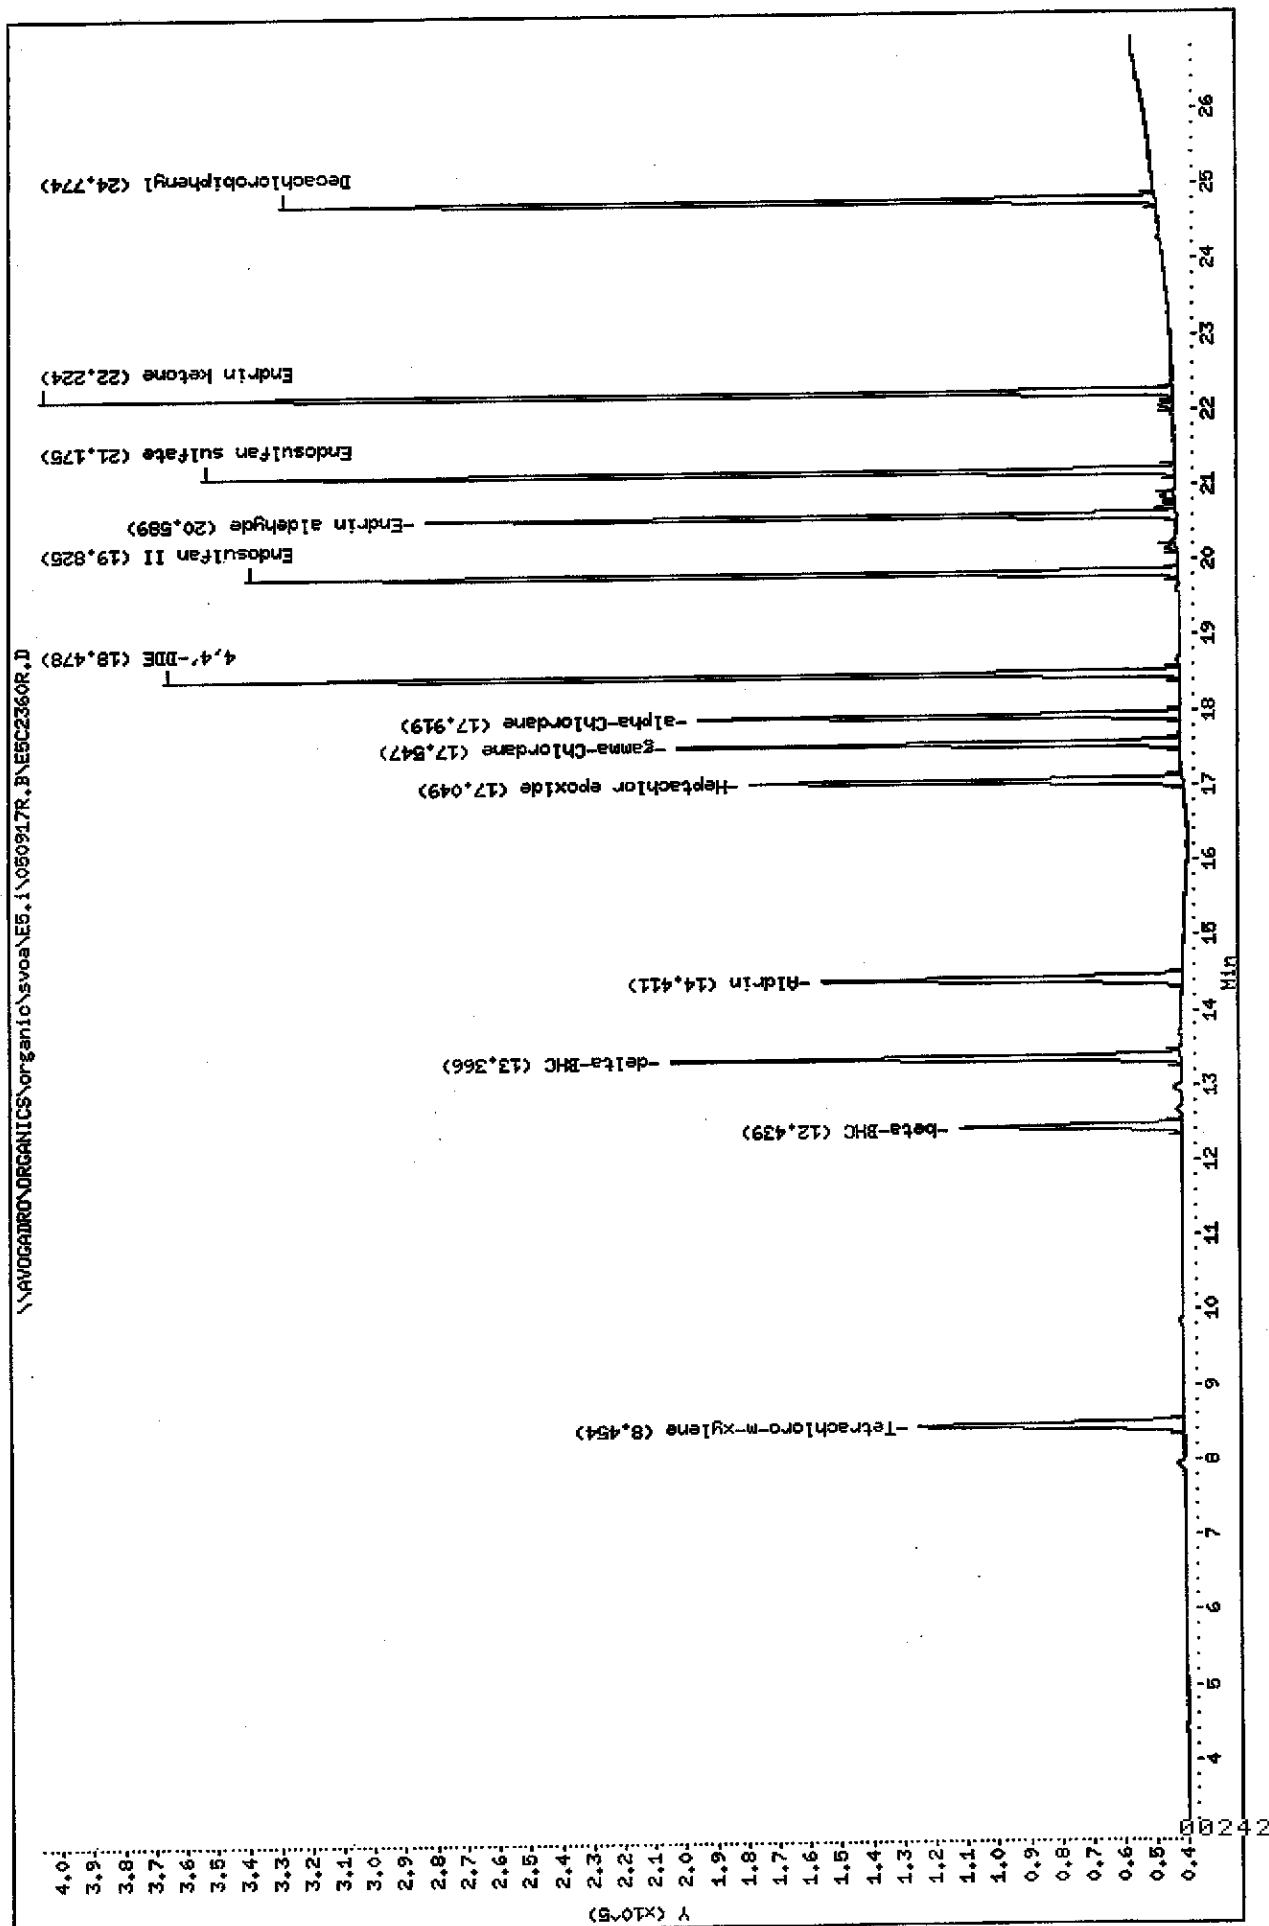 \\AVOGADRO\ORGANICS\organic\svoa\E5.i\050917R.B\E5C2360R.D
Y (x10^5)
4.0
3.9
3.8
3.7
3.6
3.5
3.4
3.3
3.2
3.1
3.0
2.9
2.8
2.7
2.6
2.5
2.4
2.3
2.2
2.1
2.0
1.9
1.8
1.7
1.6
1.5
1.4
1.3
1.2
1.1
1.0
0.9
0.8
0.7
0.6
0.5
0.4
-Tetrachloro-m-xylene (8.454)
-beta-BHC (12.439)
-delta-BHC (13.366)
-Aldrin (14.411)
-Heptachlor epoxide (17.049)
-gamma-Chlordane (17.547)
-alpha-Chlordane (17.919)
4,4'-DDE (18.478)
Endosulfan II (19.825)
-Endrin aldehyde (20.589)
Endosulfan sulfate (21.175)
Endrin ketone (22.224)
Decachlorobiphenyl (24.774)
4 5 6 7 8 9 10 11 12 13 14 15 16 17 18 19 20 21 22 23 24 25 26
Min
00242